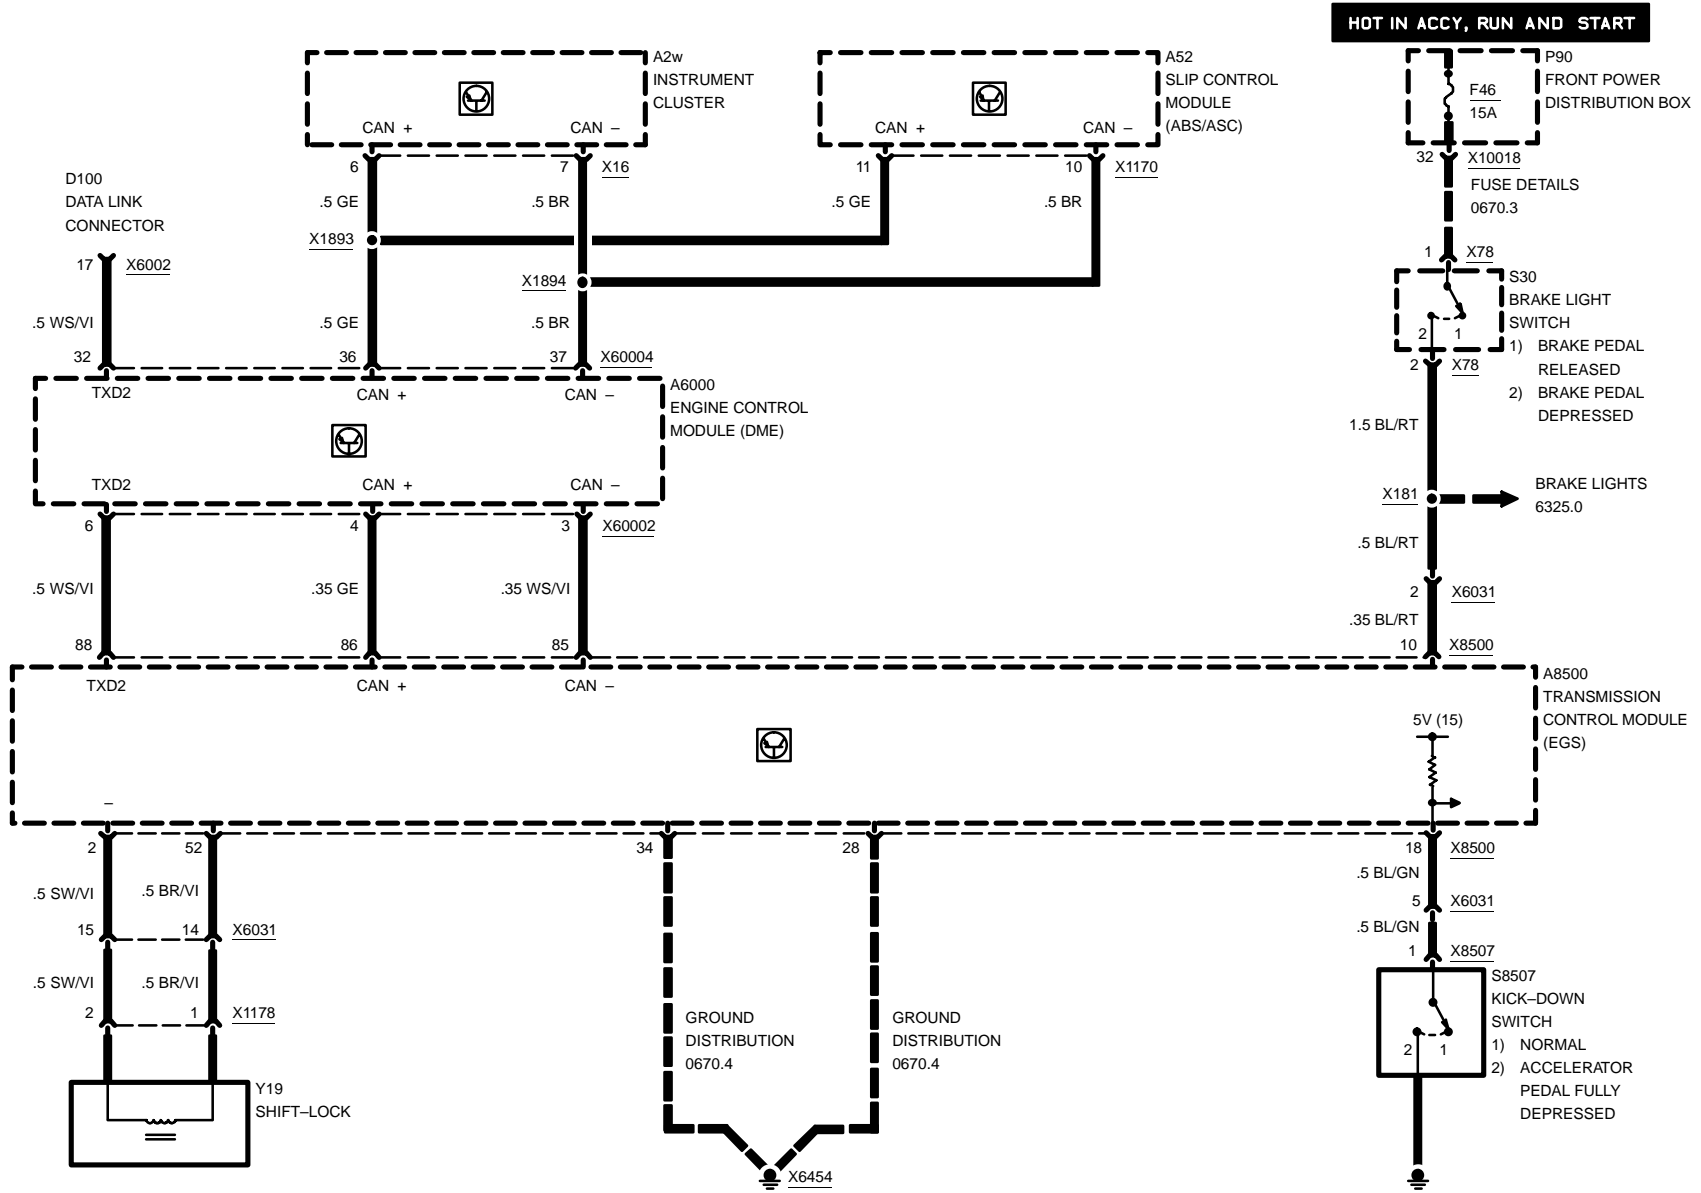 HOT IN ACCY, RUN AND START
A2w
INSTRUMENT
CLUSTER
CAN +
CAN –
A52
SLIP CONTROL
MODULE
(ABS/ASC)
CAN +
CAN –
P90
FRONT POWER
DISTRIBUTION BOX
F46
15A
6
7
X16
11
10
X1170
32
X10018
FUSE DETAILS
0670.3
D100
DATA LINK
CONNECTOR
.5 GE
.5 BR
.5 GE
.5 BR
X1893
17
X6002
1
X78
X1894
S30
BRAKE LIGHT
SWITCH
1) BRAKE PEDAL
RELEASED
2) BRAKE PEDAL
DEPRESSED
2
1
.5 WS/VI
.5 GE
.5 BR
32
36
37
X60004
2
X78
TXD2
CAN +
CAN –
A6000
ENGINE CONTROL
MODULE (DME)
1.5 BL/RT
TXD2
CAN +
CAN –
X181
BRAKE LIGHTS
6325.0
6
4
3
X60002
.5 BL/RT
.5 WS/VI
.35 GE
.35 WS/VI
2
X6031
.35 BL/RT
88
86
85
10
X8500
TXD2
CAN +
CAN –
A8500
TRANSMISSION
CONTROL MODULE
(EGS)
5V (15)
–
2
52
34
28
18
X8500
.5 SW/VI
.5 BR/VI
.5 BL/GN
15
14
X6031
5
X6031
.5 BL/GN
.5 SW/VI
.5 BR/VI
1
X8507
2
1
X1178
S8507
KICK–DOWN
SWITCH
1) NORMAL
2) ACCELERATOR
PEDAL FULLY
DEPRESSED
2
1
GROUND
DISTRIBUTION
0670.4
GROUND
DISTRIBUTION
0670.4
Y19
SHIFT–LOCK
X6454